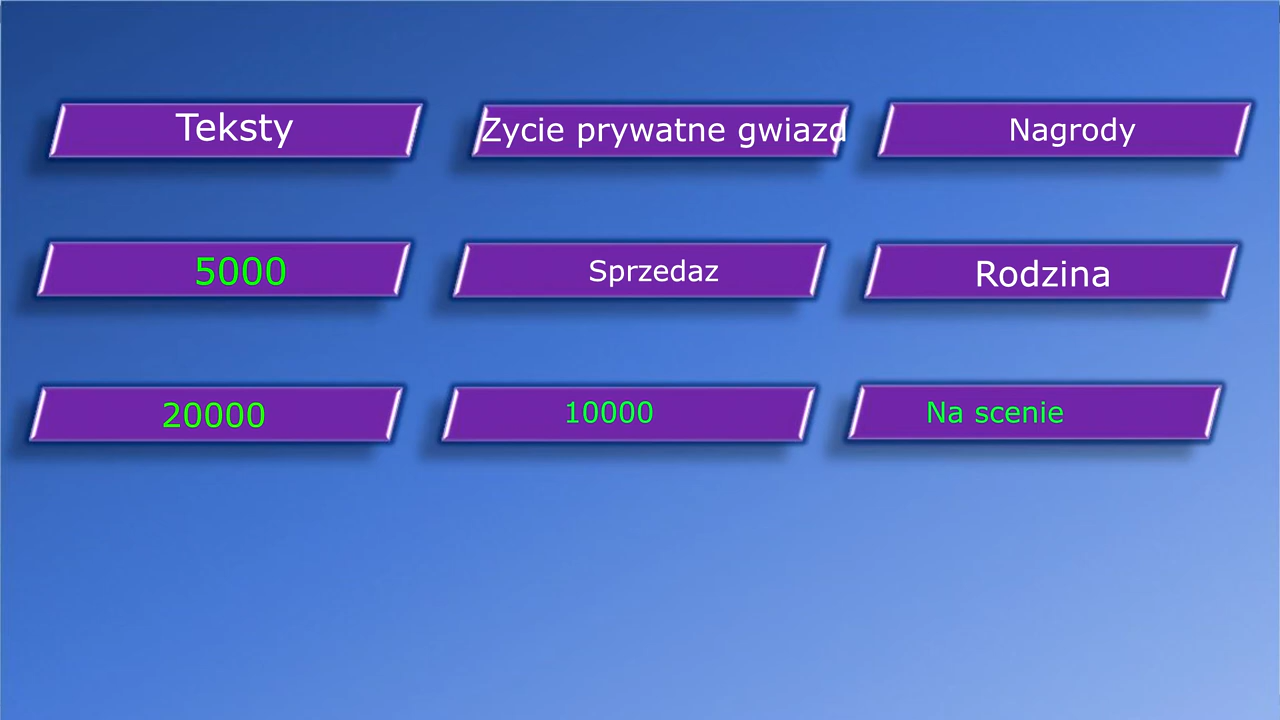 Teksty
Zycie prywatne gwiazd
Nagrody
5000
Sprzedaz
Rodzina
20000
10000
Na scenie